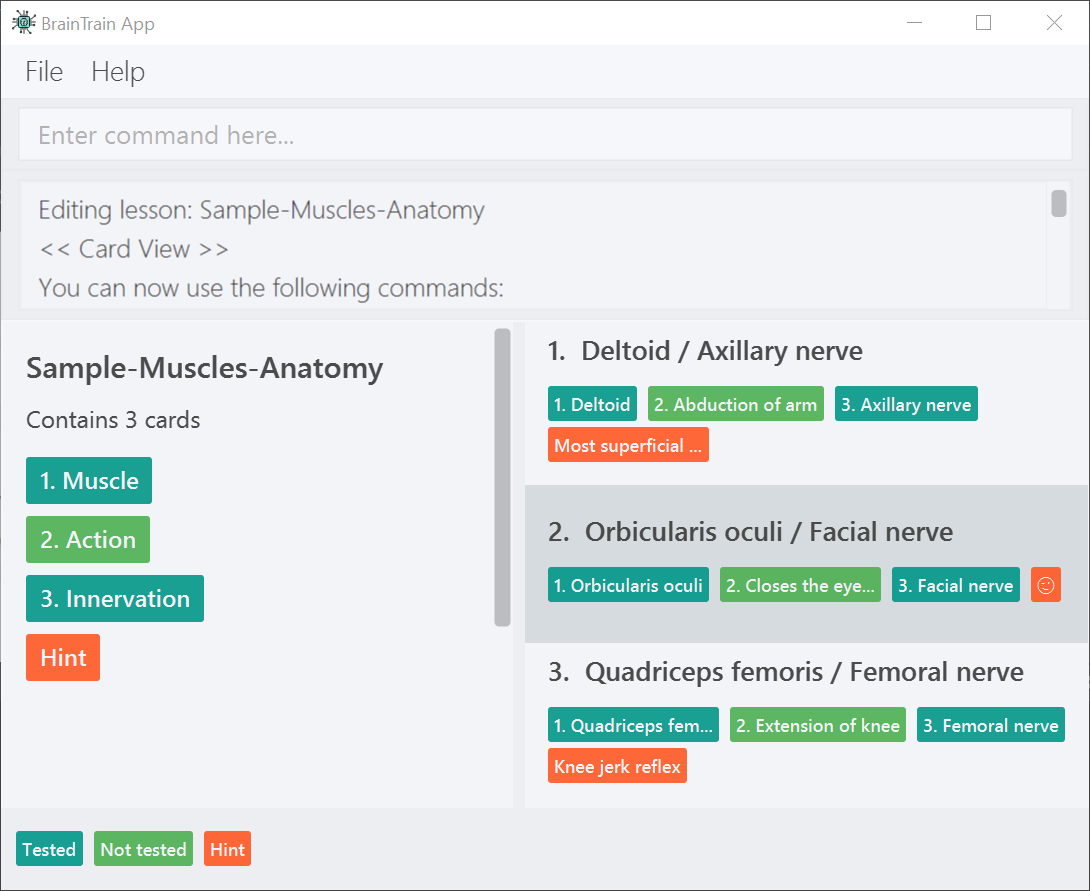 BrainTrain App
File Help
Enter command here...
Editing lesson: Sample-Muscles-Anatomy
<< Card View >>
You can now use the following commands:
Sample-Muscles-Anatomy
Contains 3 cards
1. Muscle
2. Action
3. Innervation
Hint
1. Deltoid / Axillary nerve
1. Deltoid 2. Abduction of arm 3. Axillary nerve
Most superficial ...
2. Orbicularis oculi / Facial nerve
1. Orbicularis oculi 2. Closes the eye... 3. Facial nerve
3. Quadriceps femoris / Femoral nerve
1. Quadriceps fem... 2. Extension of knee 3. Femoral nerve
Knee jerk reflex
Tested Not tested Hint